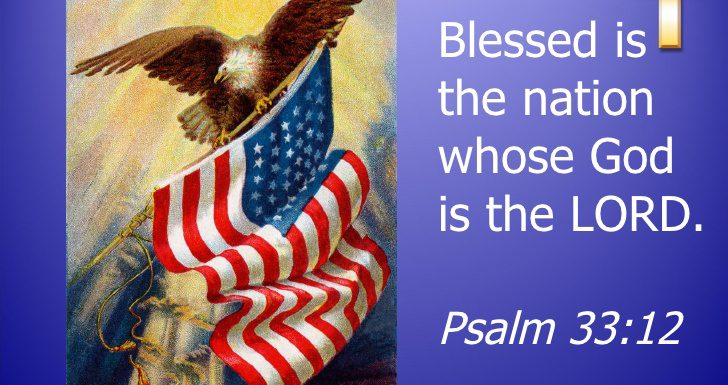 Blessed is
the nation
whose God
is the LORD.
Psalm 33:12